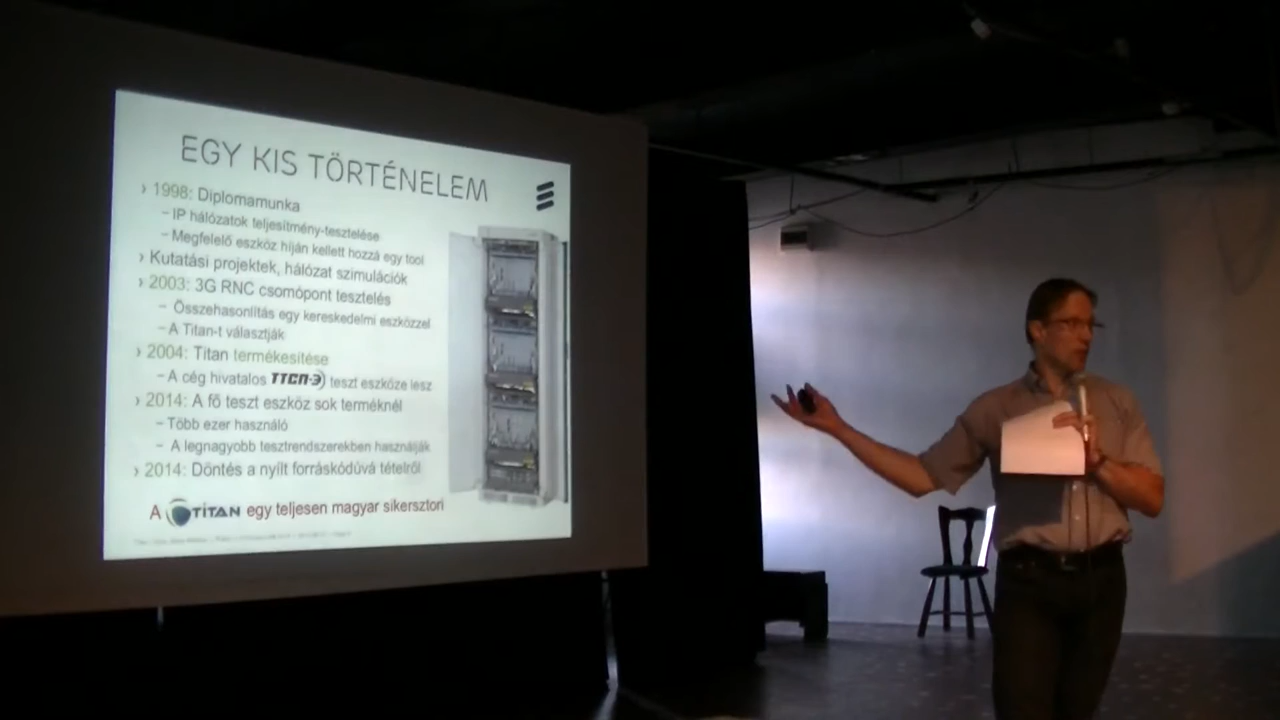 EGY KIS TÖRTÉNELEM
› 1998: Diplomamunka
– IP hálózatok teljesítmény-tesztelése
– Megfelelő eszköz híján kellett hozzá egy tool
› Kutatási projektek, hálózat szimulációk
› 2003: 3G RNC csomópont tesztelés
– Összehasonlítás egy kereskedelmi eszközzel
– A Titan-t választják
› 2004: Titan termékesítése
– A cég hivatalos TTCN-3 teszt eszköze lesz
› 2014: A fő teszt eszköz sok terméknél
– Több ezer használó
– A legnagyobb tesztrendszerekben használják
› 2014: Döntés a nyílt forráskódúvá tételről
A TITAN egy teljesen magyar sikersztori